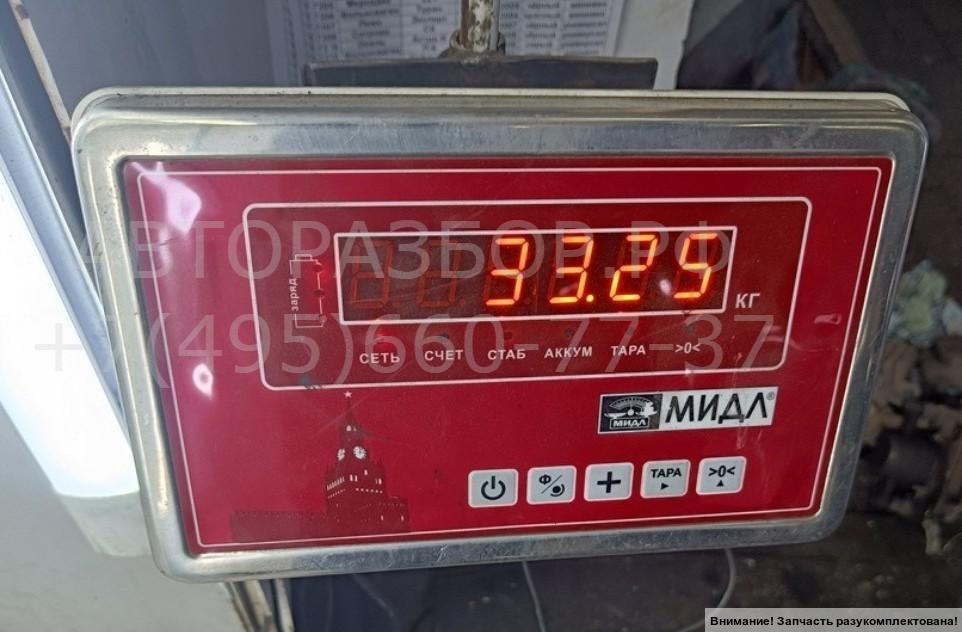 АВТОРАЗБОР.РФ
+7(495)660-77-37
заряд
33.25
КГ
СЕТЬ СЧЕТ СТАБ АККУМ ТАРА >0<
МИДЛ МИДЛ®
Ф ТАРА >0<
Внимание! Запчасть разукомплектована!